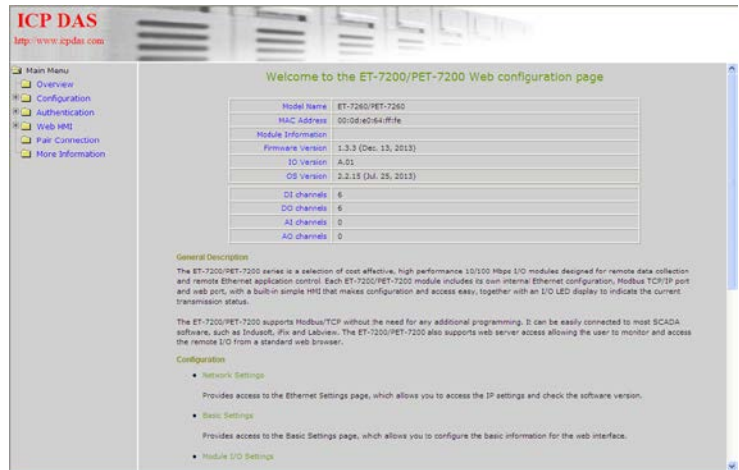 ICP DAS
http://www.icpdas.com
Main Menu
Overview
Configuration
Authentication
Web HMI
Pair Connection
More Information
Welcome to the ET-7200/PET-7200 Web configuration page
Model Name ET-7260/PET-7260
MAC Address 00:0d:e0:64:ff:fe
Module Information
Firmware Version 1.3.3 (Dec. 13, 2013)
IO Version A.01
OS Version 2.2.15 (Jul. 25, 2013)
DI channels 6
DO channels 6
AI channels 0
AO channels 0
General Description
The ET-7200/PET-7200 series is a selection of cost effective, high performance 10/100 Mbps I/O modules designed for remote data collection
and remote Ethernet application control. Each ET-7200/PET-7200 module includes its own internal Ethernet configuration, Modbus TCP/IP port
and web port, with a built-in simple HMI that makes configuration and access easy, together with an I/O LED display to indicate the current
transmission status.
The ET-7200/PET-7200 supports Modbus/TCP without the need for any additional programming. It can be easily connected to most SCADA
software, such as Indusoft, iFix and Labview. The ET-7200/PET-7200 also supports web server access allowing the user to monitor and access
the remote I/O from a standard web browser.
Configuration
Network Settings
Provides access to the Ethernet Settings page, which allows you to access the IP settings and check the software version.
Basic Settings
Provides access to the Basic Settings page, which allows you to configure the basic information for the web interface.
Module I/O Settings